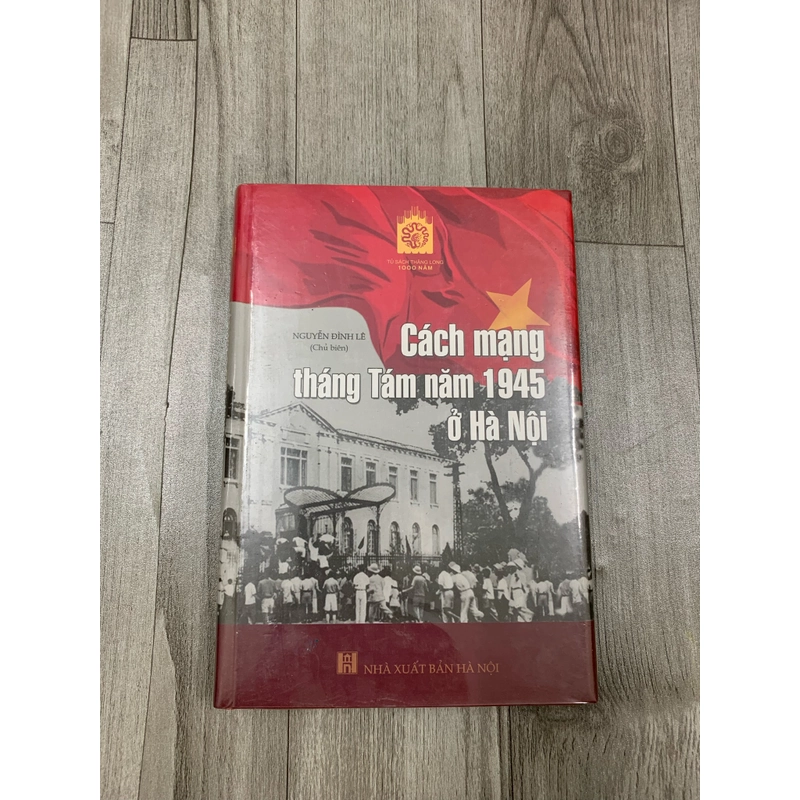 TỦ SÁCH THĂNG LONG
1000 NĂM
NGUYỄN ĐÌNH LÊ
(Chủ biên)
Cách mạng
tháng Tám năm 1945
ở Hà Nội
NHÀ XUẤT BẢN HÀ NỘI